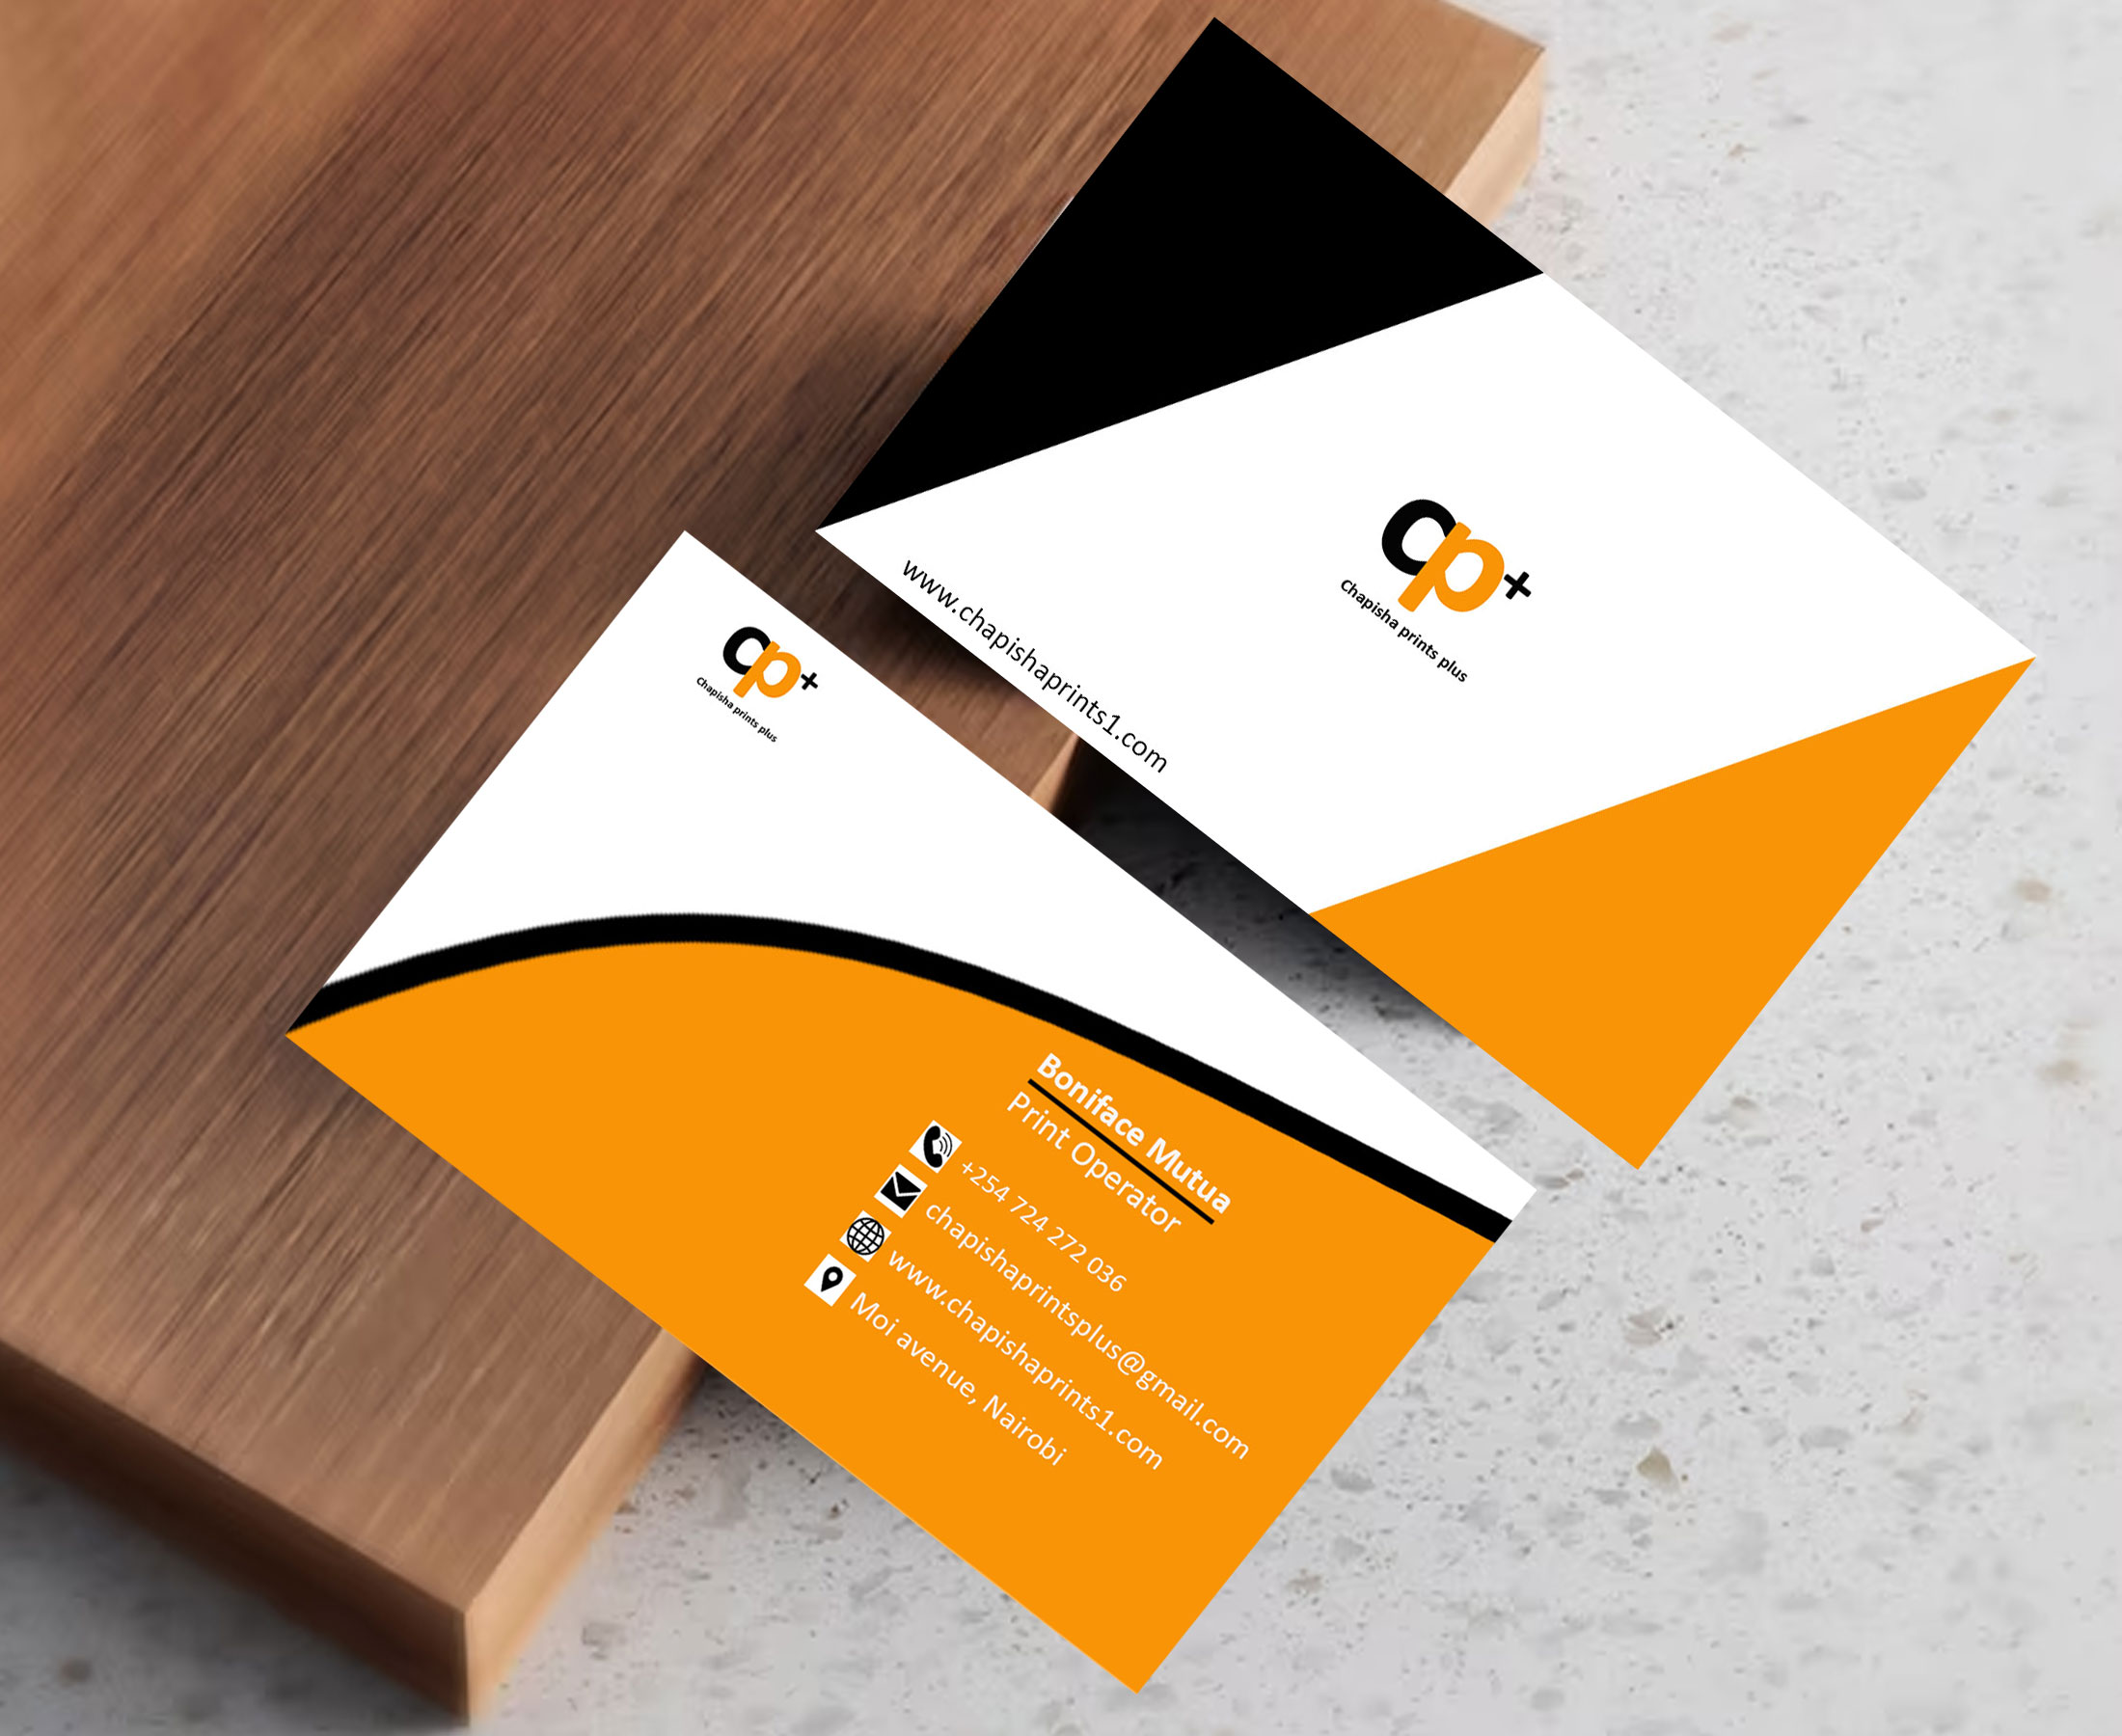 cp+
Chapisha prints plus
www.chapishaprints1.com
cp+
Chapisha prints plus
Boniface Mutua
Print Operator
+254 724 272 036
chapishaprintsplus@gmail.com
www.chapishaprints1.com
Moi avenue, Nairobi